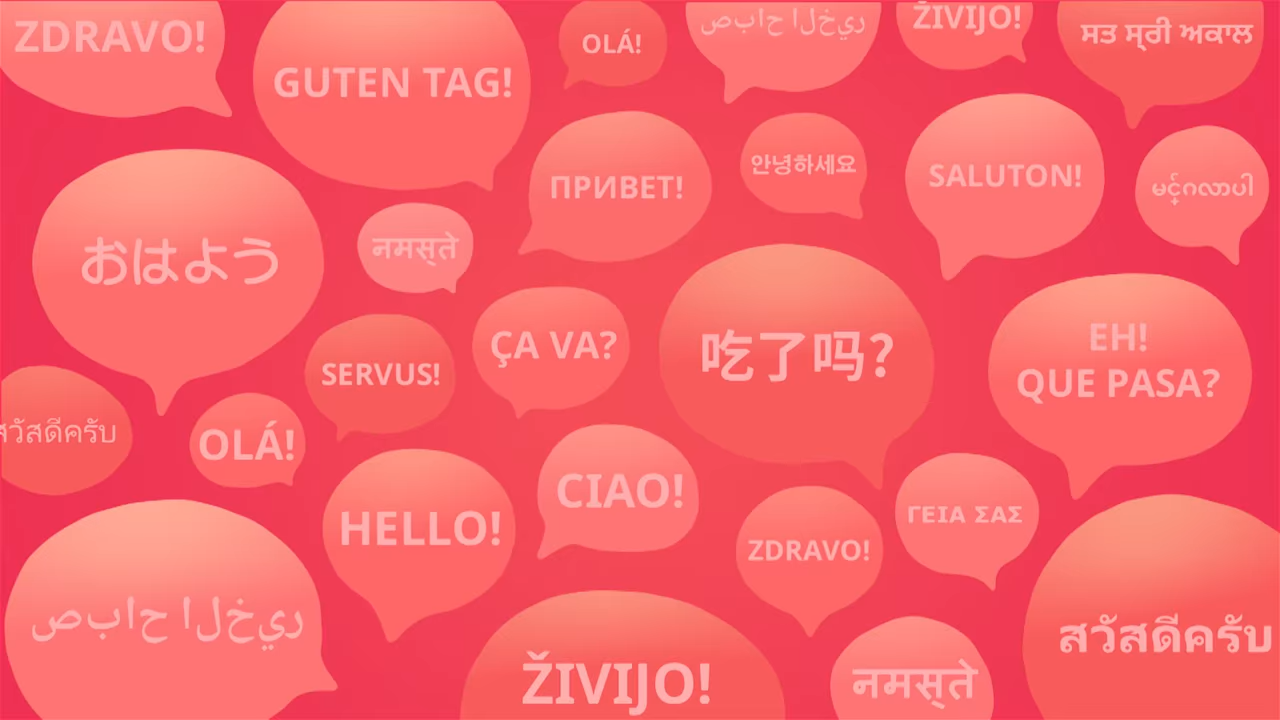 ZDRAVO!
GUTEN TAG!
OLÁ!
صباح الخير
ŽIVIJO!
ਸਤ ਸ੍ਰੀ ਅਕਾਲ
ПРИВЕТ!
안녕하세요
SALUTON!
မင်္ဂလာပါ
おはよう
नमस्ते
SERVUS!
ÇA VA?
吃了吗?
EH!
QUE PASA?
สวัสดีครับ
OLÁ!
HELLO!
CIAO!
ZDRAVO!
ΓΕΙΑ ΣΑΣ
صباح الخير
ŽIVIJO!
नमस्ते
สวัสดีครับ